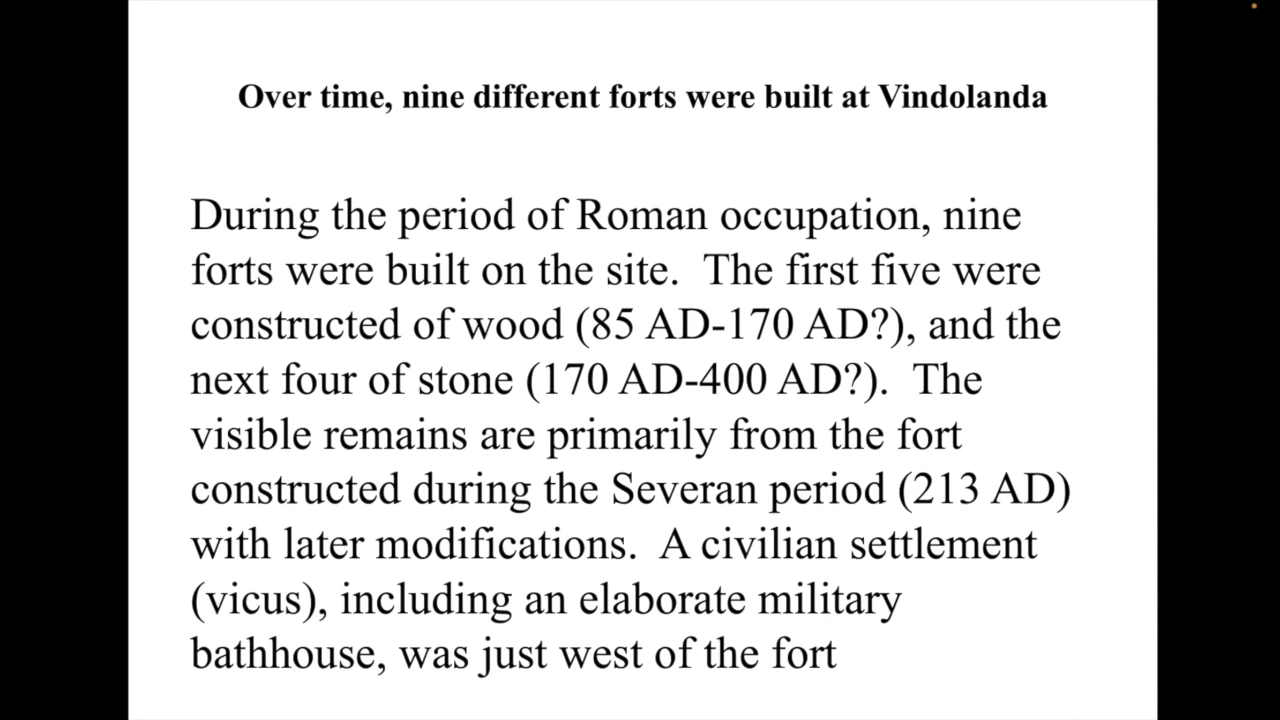 Over time, nine different forts were built at Vindolanda
During the period of Roman occupation, nine
forts were built on the site.  The first five were
constructed of wood (85 AD-170 AD?), and the
next four of stone (170 AD-400 AD?).  The
visible remains are primarily from the fort
constructed during the Severan period (213 AD)
with later modifications.  A civilian settlement
(vicus), including an elaborate military
bathhouse, was just west of the fort